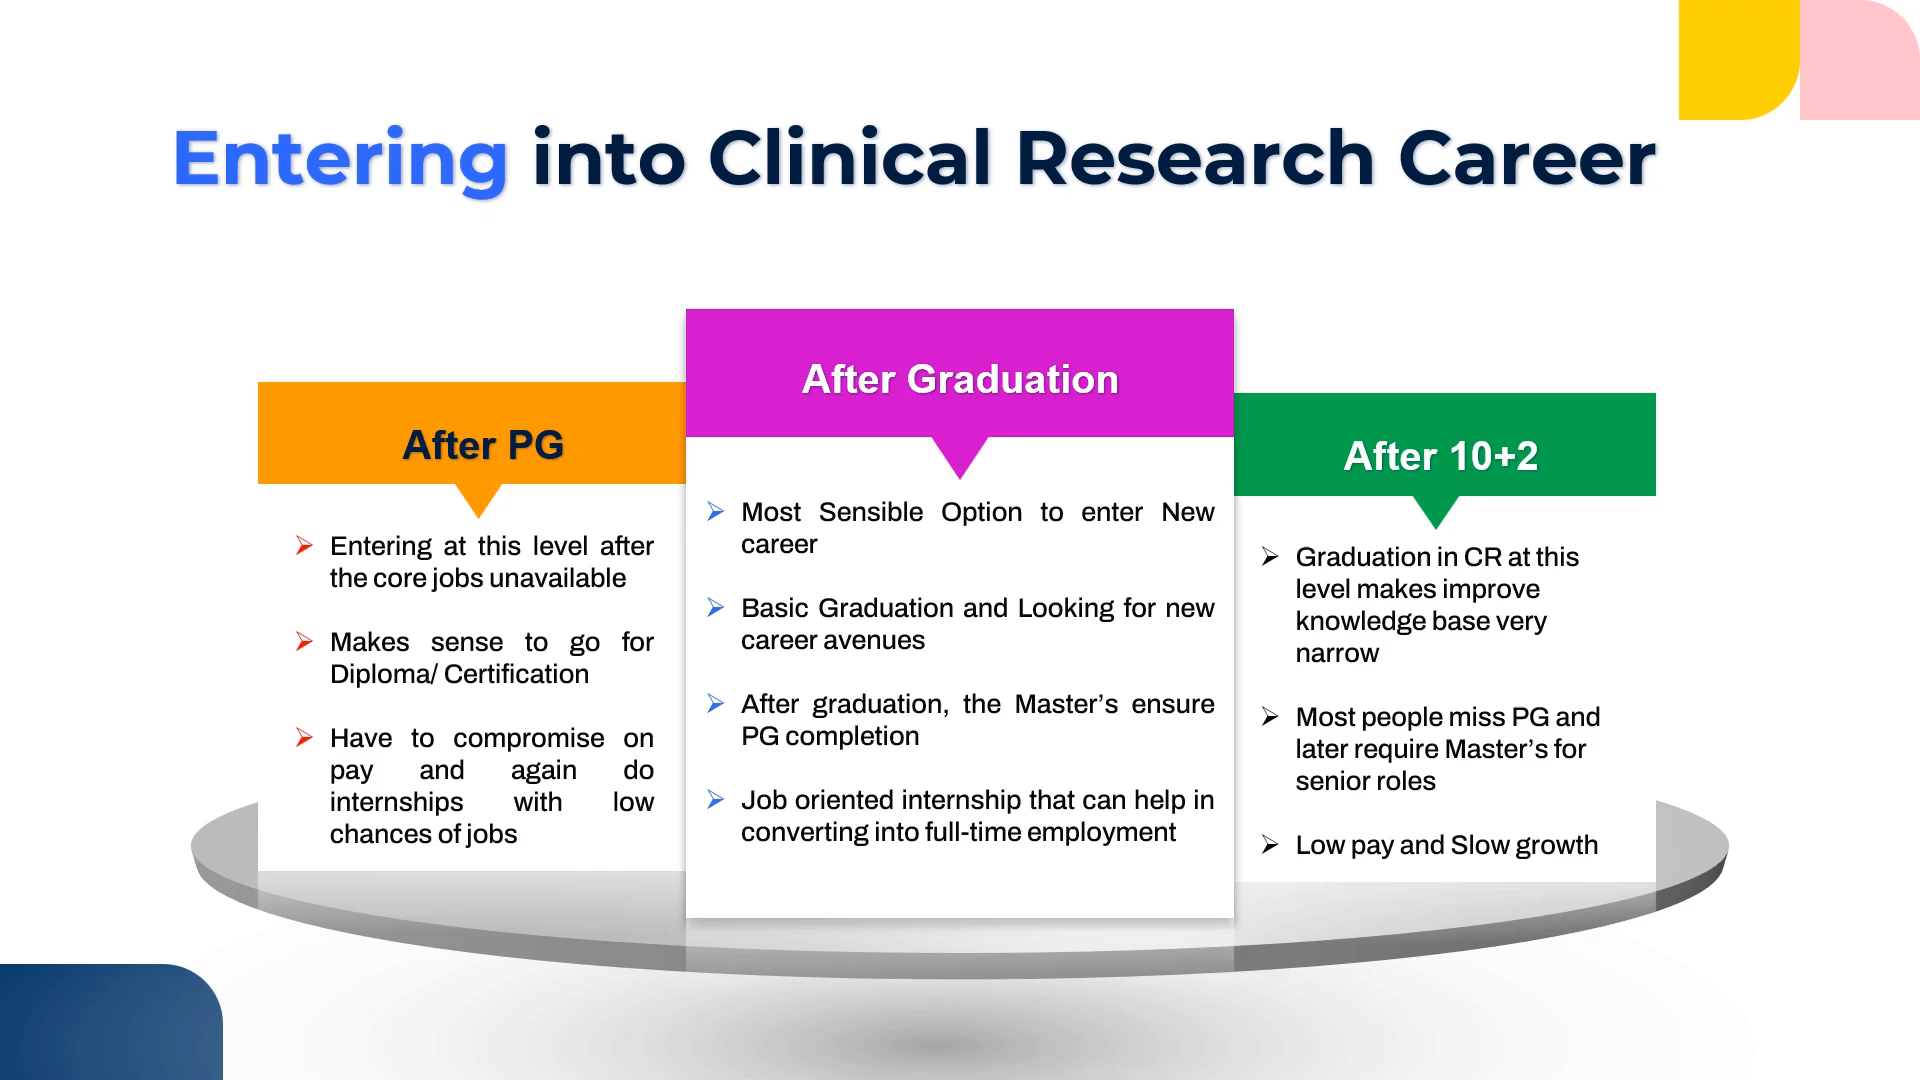 Entering into Clinical Research Career
After PG
Entering at this level after
the core jobs unavailable
Makes sense to go for
Diploma/ Certification
Have to compromise on
pay and again do
internships with low
chances of jobs
After Graduation
Most Sensible Option to enter New
career
Basic Graduation and Looking for new
career avenues
After graduation, the Master’s ensure
PG completion
Job oriented internship that can help in
converting into full-time employment
After 10+2
Graduation in CR at this
level makes improve
knowledge base very
narrow
Most people miss PG and
later require Master’s for
senior roles
Low pay and Slow growth